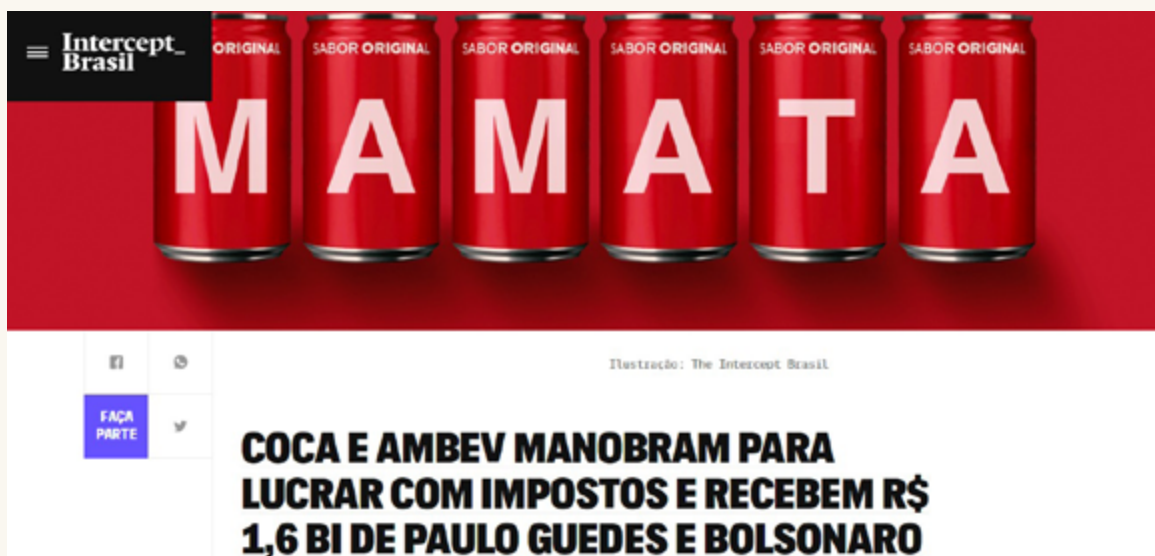 Intercept_
Brasil
ORIGINAL
SABOR ORIGINAL
SABOR ORIGINAL
SABOR ORIGINAL
SABOR ORIGINAL
SABOR ORIGINAL
M A M A T A
Ilustração: The Intercept Brasil
FAÇA
PARTE
COCA E AMBEV MANOBRAM PARA
LUCRAR COM IMPOSTOS E RECEBEM R$
1,6 BI DE PAULO GUEDES E BOLSONARO